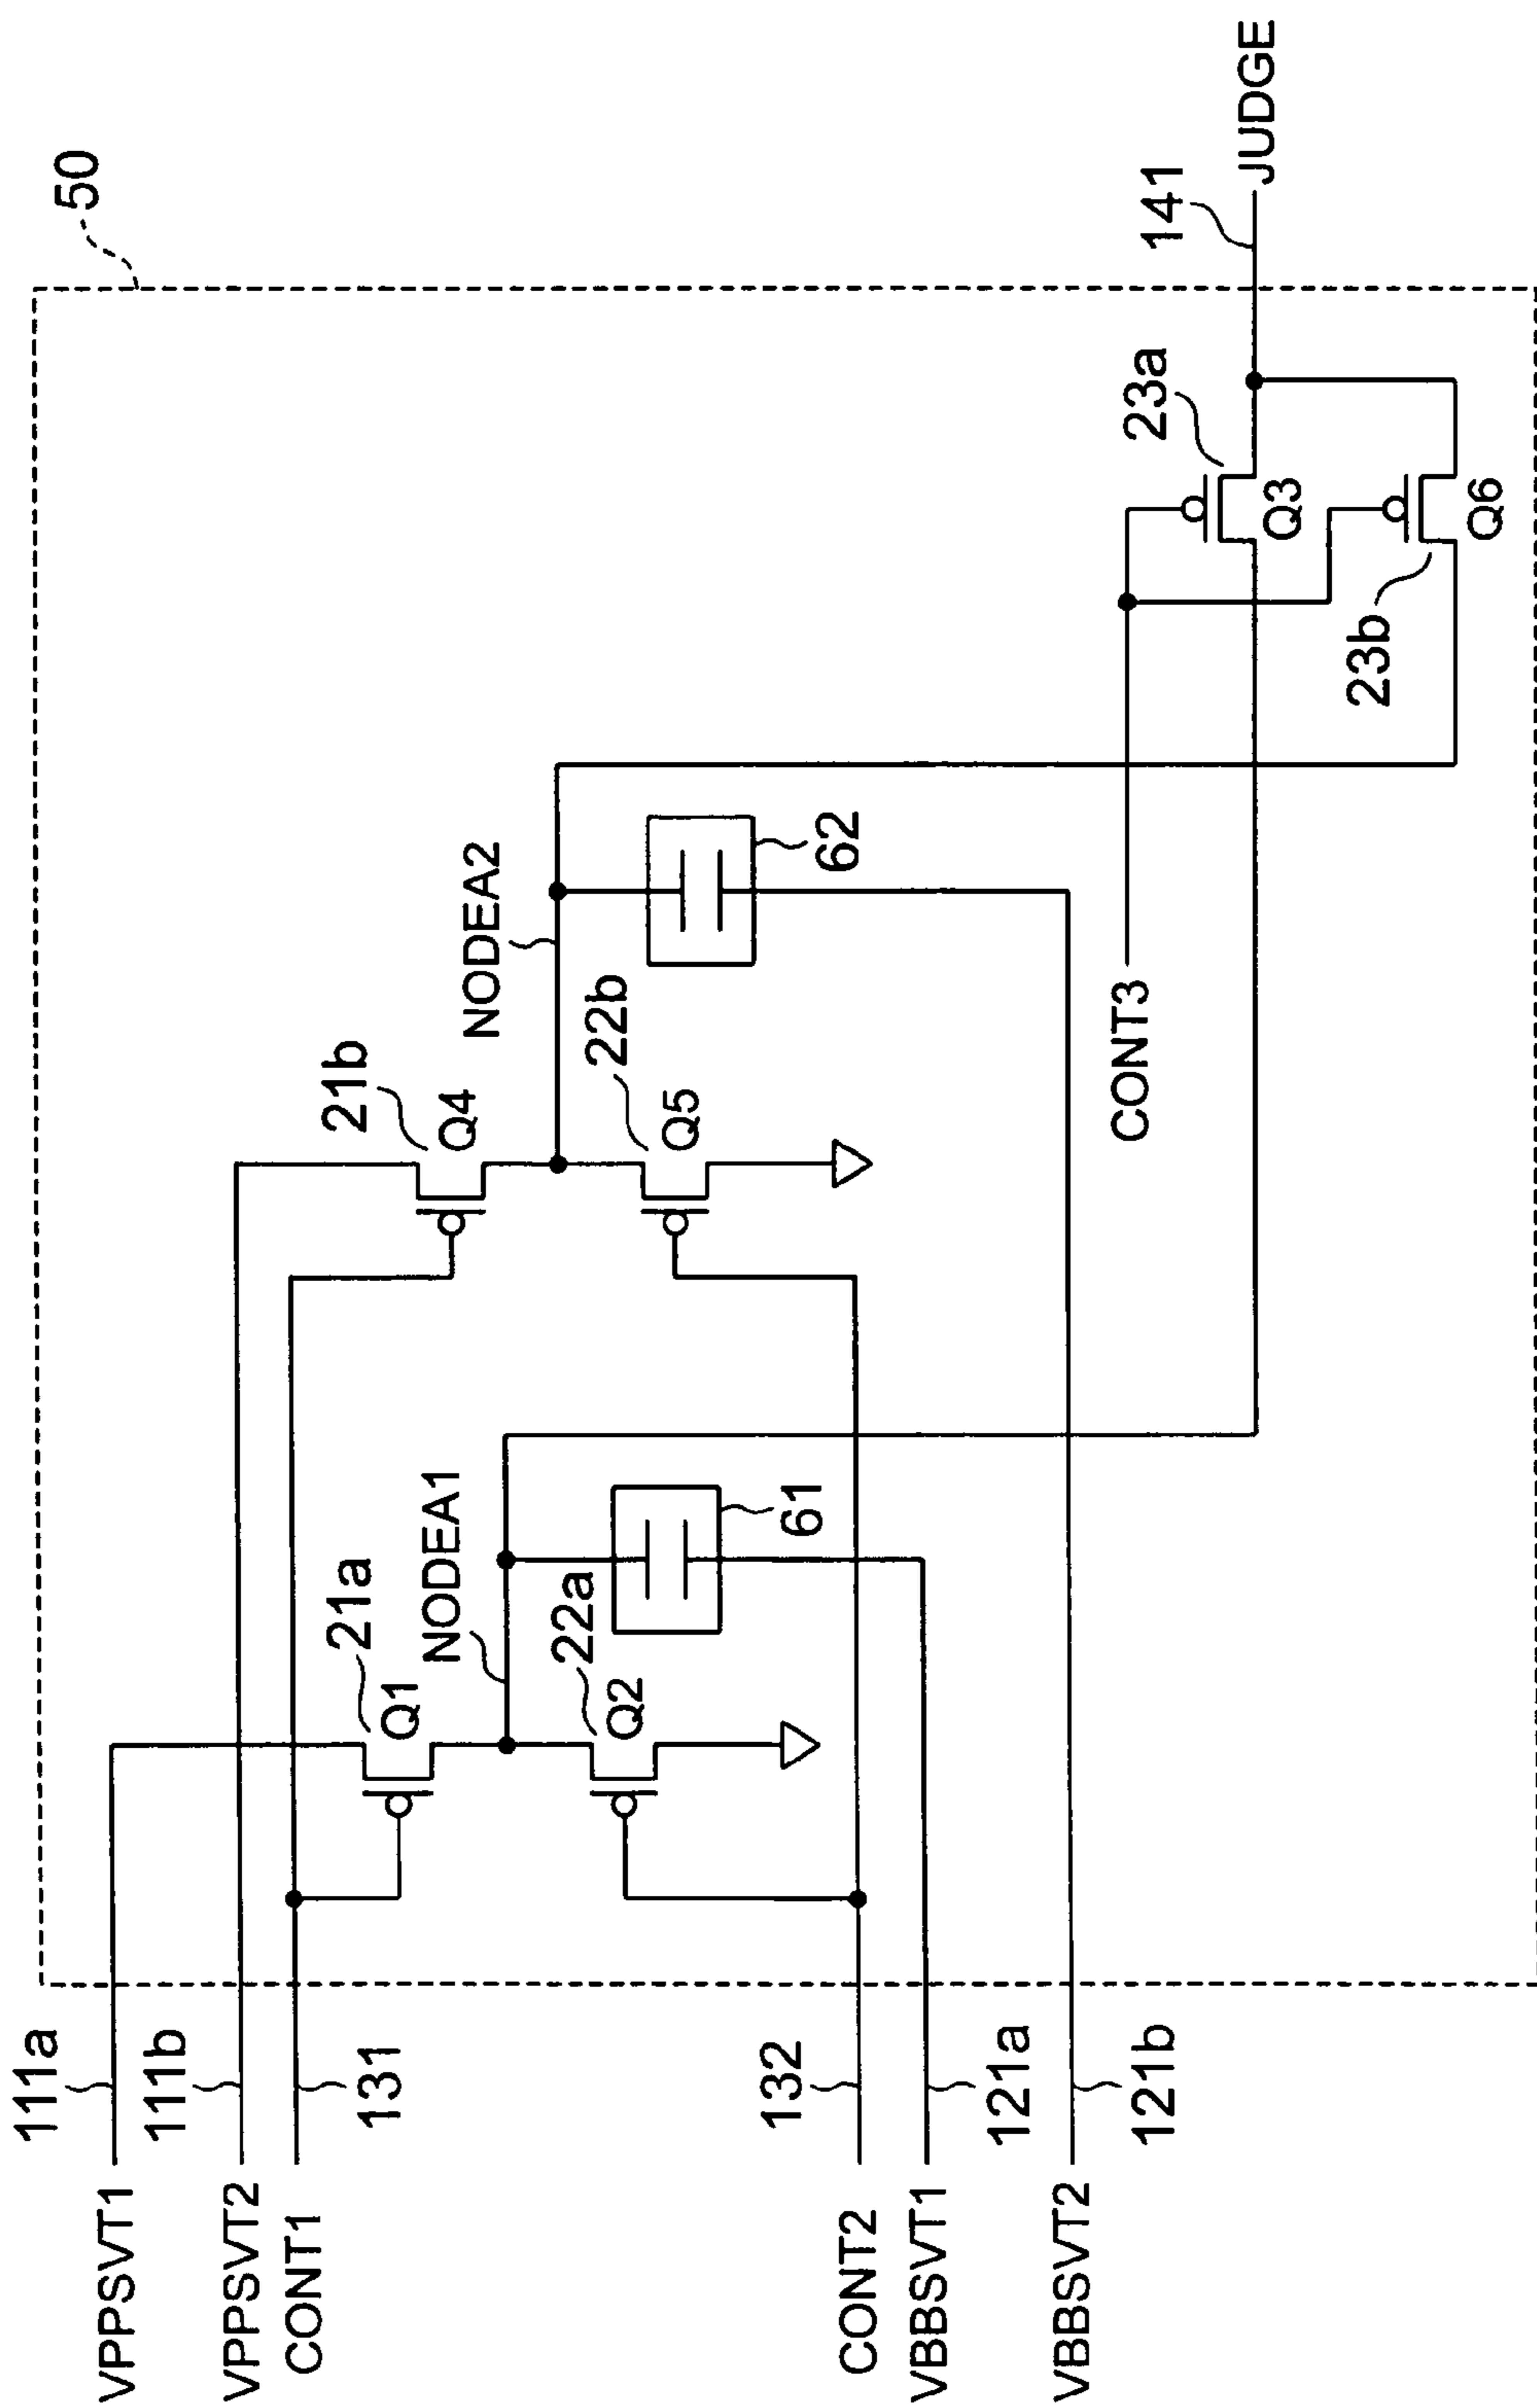 50
VPPSVT1
111a
VPPSVT2
111b
CONT1
131
21a
Q1
NODEA1
22a
Q2
61
21b
Q4
NODEA2
22b
Q5
62
CONT2
132
VBBSVT1
121a
VBBSVT2
121b
CONT3
23a
Q3
23b
Q6
141
JUDGE